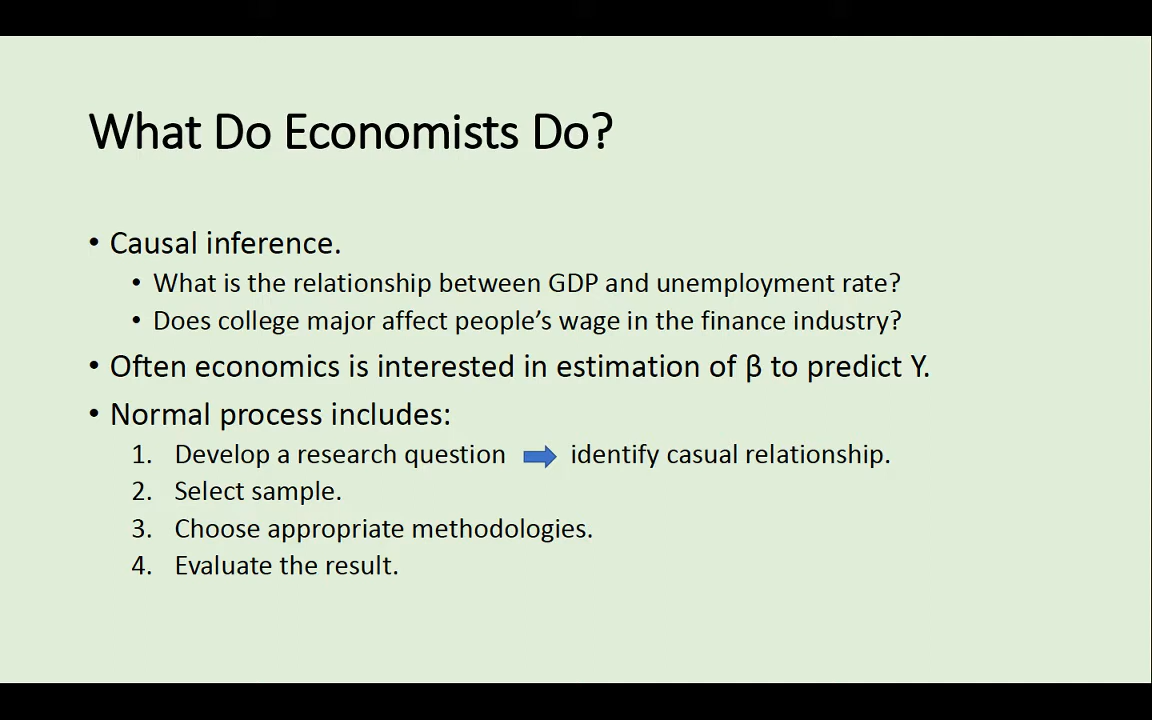 What Do Economists Do?
• Causal inference.
• What is the relationship between GDP and unemployment rate?
• Does college major affect people’s wage in the finance industry?
• Often economics is interested in estimation of β to predict Y.
• Normal process includes:
1. Develop a research question identify casual relationship.
2. Select sample.
3. Choose appropriate methodologies.
4. Evaluate the result.